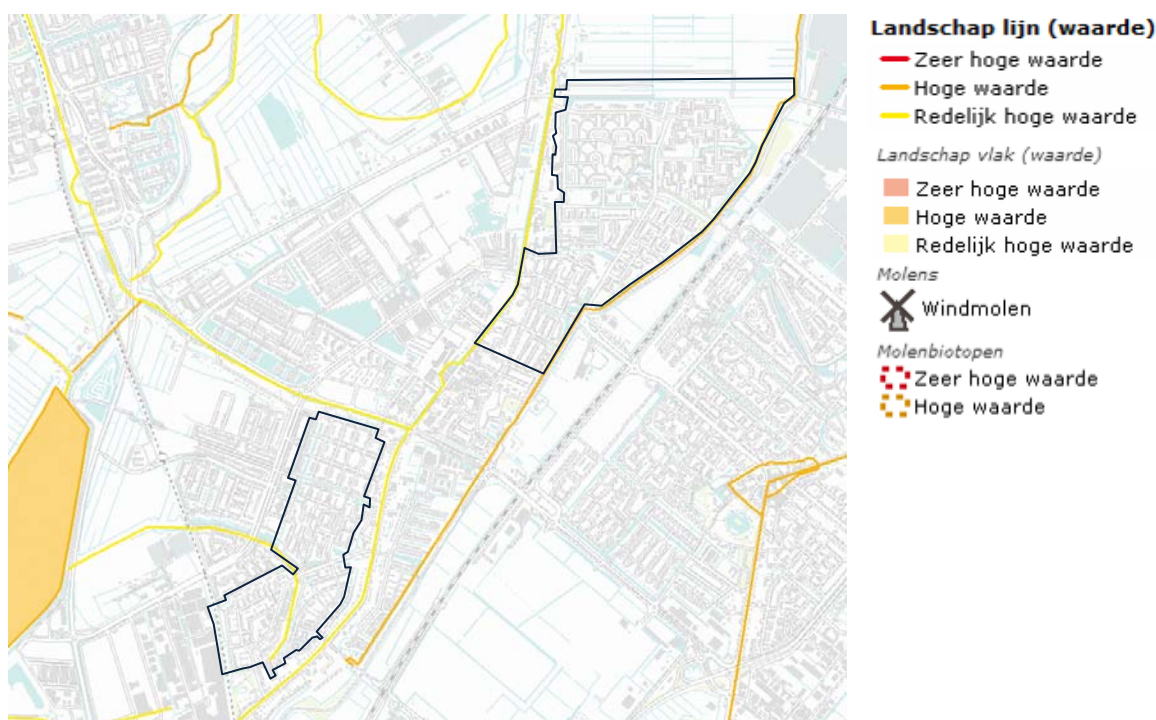 Landschap lijn (waarde)
Zeer hoge waarde
Hoge waarde
Redelijk hoge waarde
Landschap vlak (waarde)
Zeer hoge waarde
Hoge waarde
Redelijk hoge waarde
Molens
Windmolen
Molenbiotopen
Zeer hoge waarde
Hoge waarde